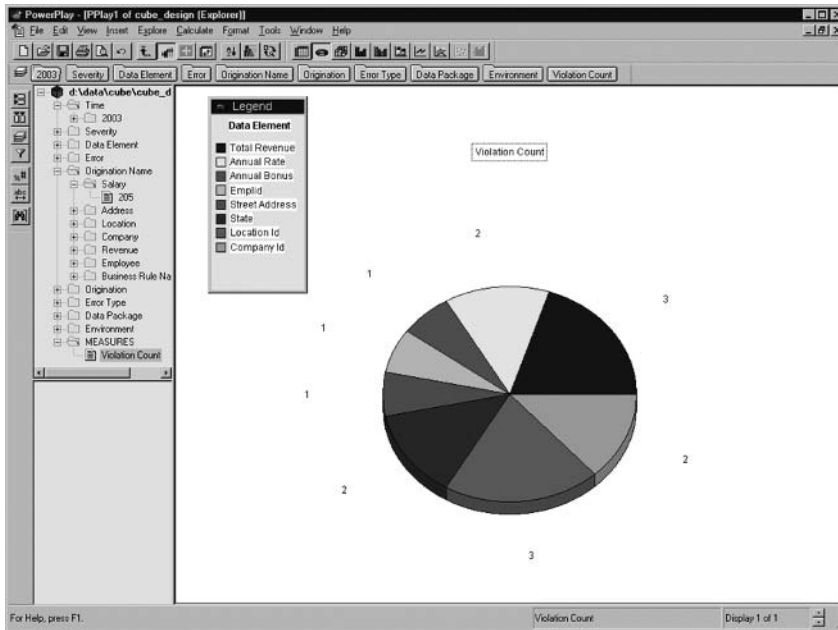 PowerPlay - [PPlay1 of cube_design (Explorer)]
File Edit View Insert Explore Calculate Format Tools Window Help
2003 Severity Data Element Error Origination Name Origination Error Type Data Package Environment Violation Count
d:\data\cube\cube_d
Time
2003
Severity
Data Element
Error
Origination Name
Salary
205
Address
Location
Company
Revenue
Employee
Business Rule Na
Origination
Error Type
Data Package
Environment
MEASURES
Violation Count
Legend
Data Element
Total Revenue
Annual Rate
Annual Bonus
Emplid
Street Address
State
Location Id
Company Id
Violation Count
2
1
3
1
1
2
2
3
For Help, press F1.
Violation Count
Display 1 of 1